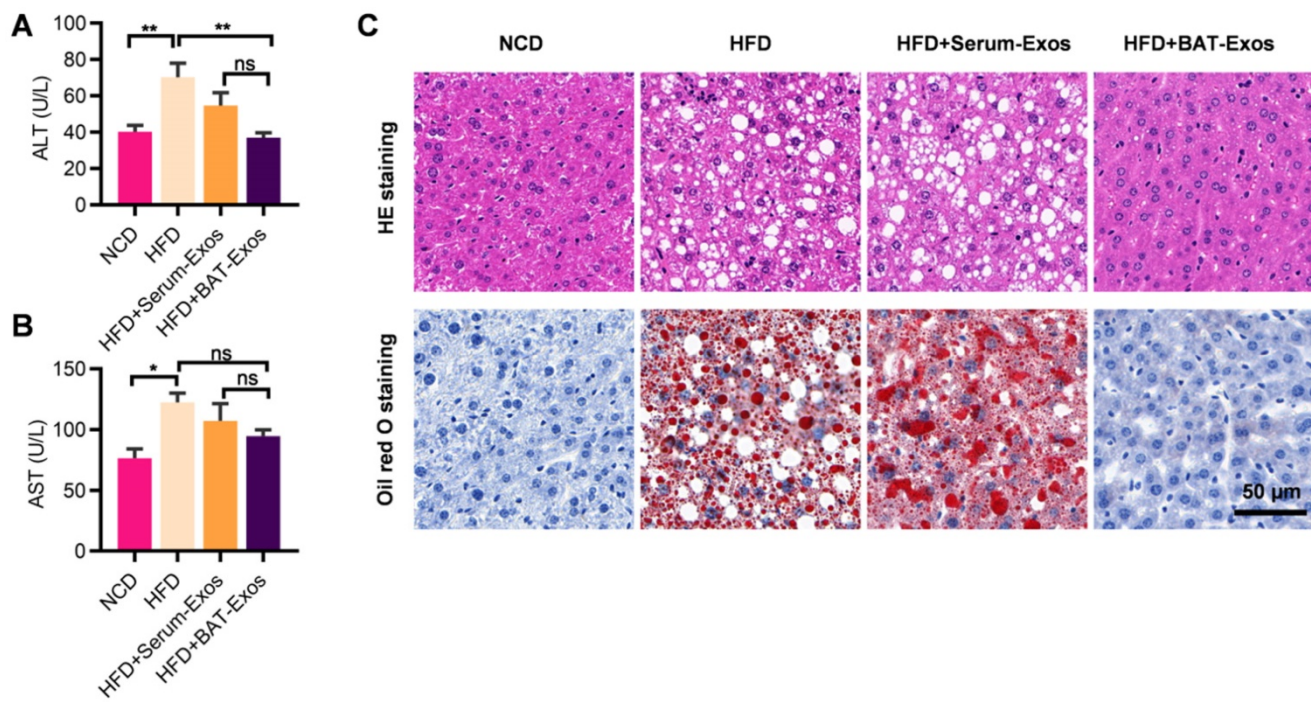 A
ALT (U/L)
100
80
60
40
20
0
**
**
ns
NCD
HFD
HFD+Serum-Exos
HFD+BAT-Exos
B
AST (U/L)
150
100
50
0
*
ns
ns
NCD
HFD
HFD+Serum-Exos
HFD+BAT-Exos
C
NCD
HFD
HFD+Serum-Exos
HFD+BAT-Exos
HE staining
Oil red O staining
50 µm